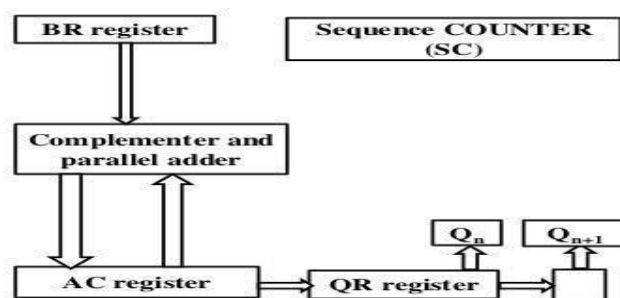 BR register
Sequence COUNTER
(SC)
Complementer and
parallel adder
Qn
Qn+1
AC register
QR register